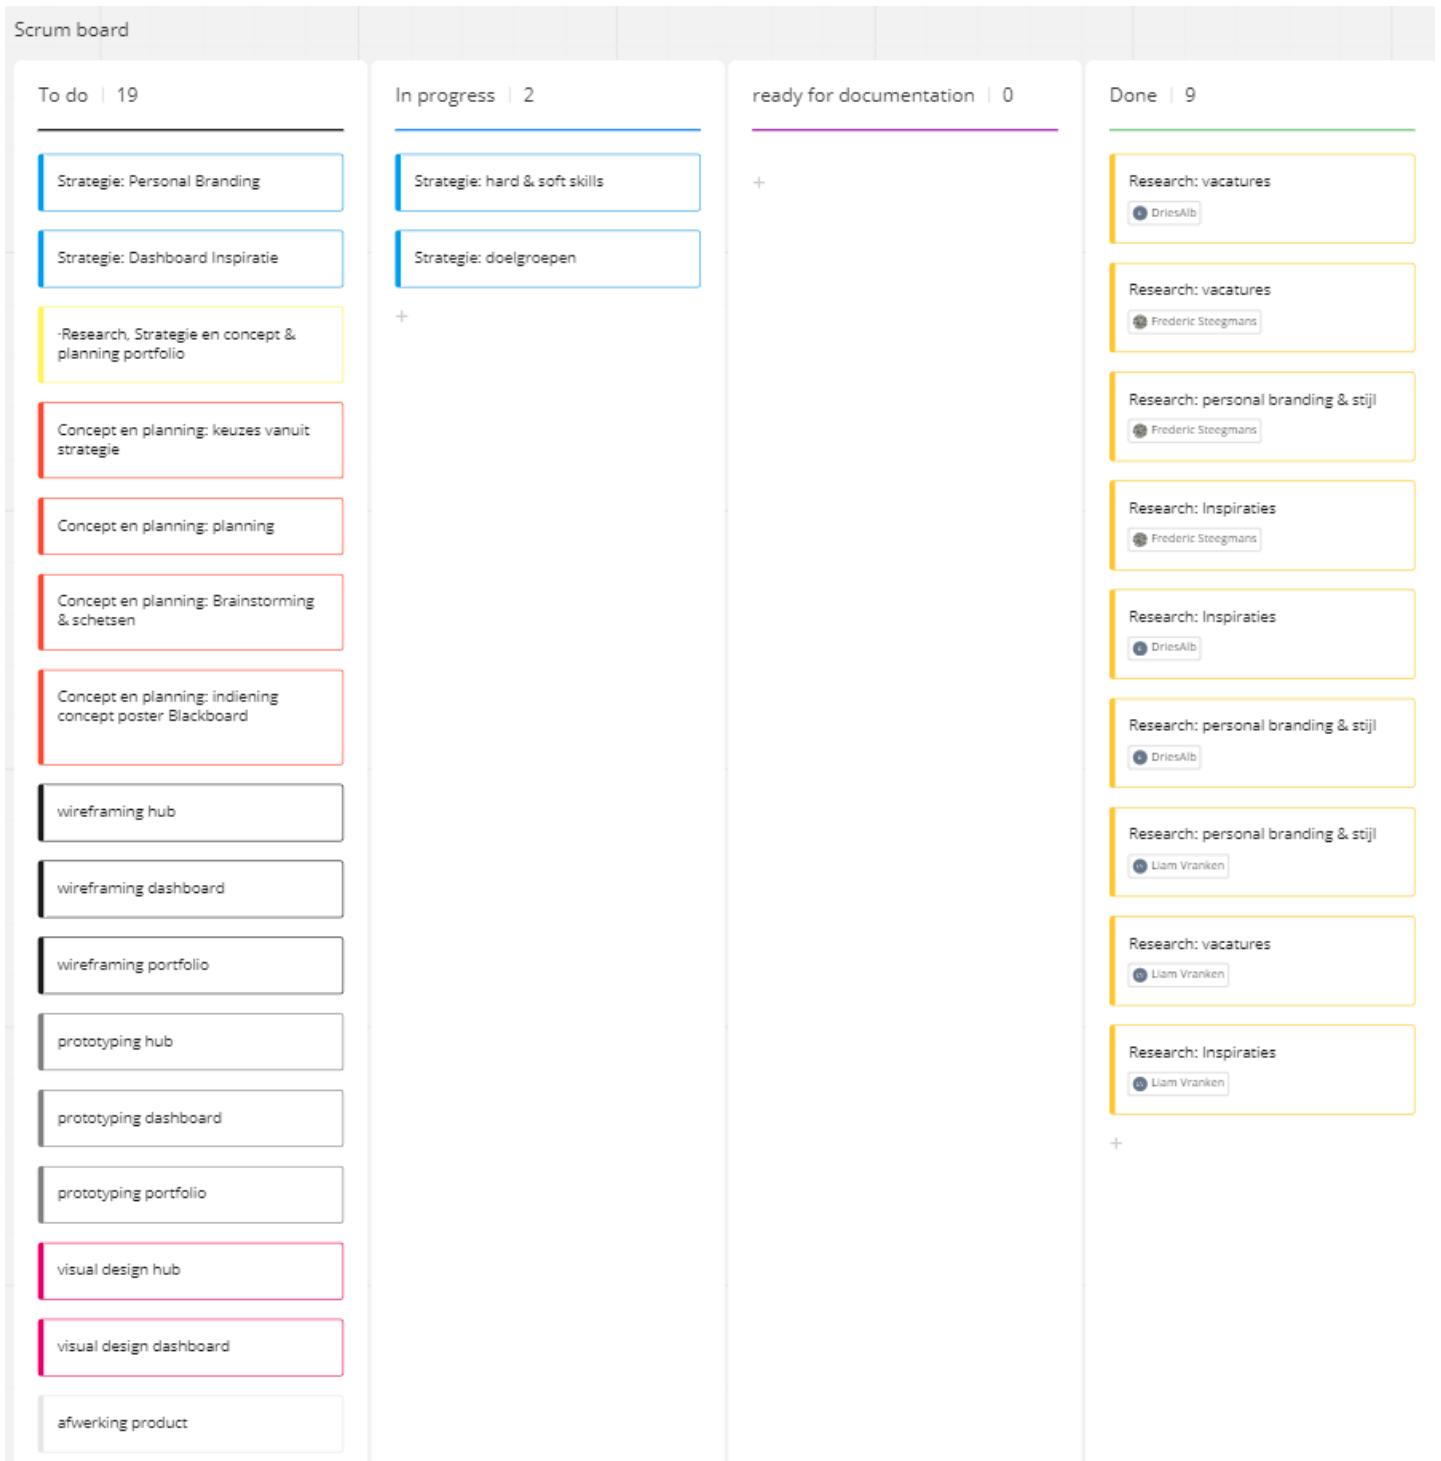 Scrum board
To do 19
Strategie: Personal Branding
Strategie: Dashboard Inspiratie
-Research, Strategie en concept &
planning portfolio
Concept en planning: keuzes vanuit
strategie
Concept en planning: planning
Concept en planning: Brainstorming
& schetsen
Concept en planning: indiening
concept poster Blackboard
wireframing hub
wireframing dashboard
wireframing portfolio
prototyping hub
prototyping dashboard
prototyping portfolio
visual design hub
visual design dashboard
afwerking product
In progress 2
Strategie: hard & soft skills
Strategie: doelgroepen
+
ready for documentation 0
+
Done 9
Research: vacatures
DriesAlb
Research: vacatures
Frederic Steegmans
Research: personal branding & stijl
Frederic Steegmans
Research: Inspiraties
Frederic Steegmans
Research: Inspiraties
DriesAlb
Research: personal branding & stijl
DriesAlb
Research: personal branding & stijl
Liam Vranken
Research: vacatures
Liam Vranken
Research: Inspiraties
Liam Vranken
+